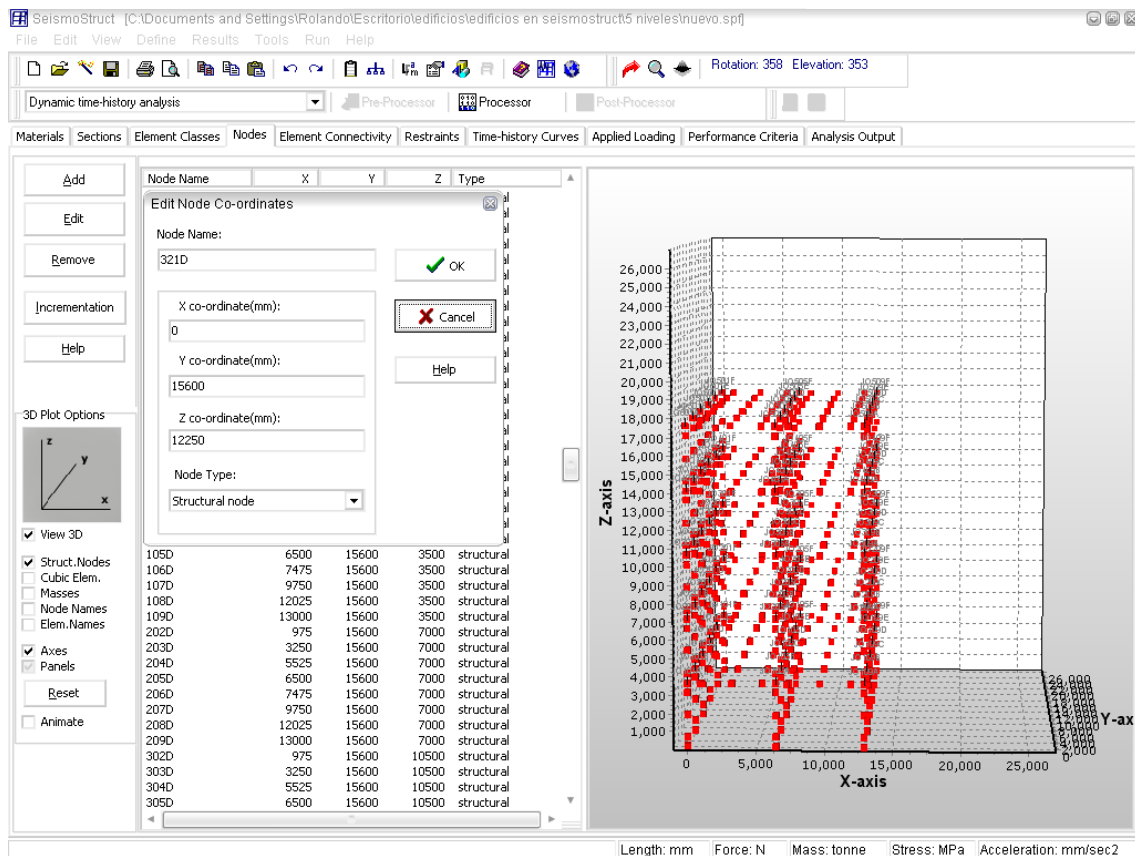 SeismoStruct [C:\Documents and Settings\Rolando\Escritorio\edificios\edificios en seismostruct\5 niveles\nuevo.spf]
File Edit View Define Results Tools Run Help
Rotation: 358 Elevation: 353
Dynamic time-history analysis Pre-Processor Processor Post-Processor
Materials Sections Element Classes Nodes Element Connectivity Restraints Time-history Curves Applied Loading Performance Criteria Analysis Output
Add
Edit
Remove
Incrementation
Help
3D Plot Options
z
y
x
View 3D
Struct.Nodes
Cubic Elem.
Masses
Node Names
Elem.Names
Axes
Panels
Reset
Animate
Node Name X Y Z Type
Edit Node Co-ordinates
Node Name:
321D
OK
X co-ordinate(mm):
0
Cancel
Y co-ordinate(mm):
15600
Help
Z co-ordinate(mm):
12250
Node Type:
Structural node
105D 6500 15600 3500 structural
106D 7475 15600 3500 structural
107D 9750 15600 3500 structural
108D 12025 15600 3500 structural
109D 13000 15600 3500 structural
202D 975 15600 7000 structural
203D 3250 15600 7000 structural
204D 5525 15600 7000 structural
205D 6500 15600 7000 structural
206D 7475 15600 7000 structural
207D 9750 15600 7000 structural
208D 12025 15600 7000 structural
209D 13000 15600 7000 structural
302D 975 15600 10500 structural
303D 3250 15600 10500 structural
304D 5525 15600 10500 structural
305D 6500 15600 10500 structural
26,000
25,000
24,000
23,000
22,000
21,000
20,000
19,000
18,000
17,000
16,000
15,000
14,000
13,000
12,000
11,000
10,000
9,000
8,000
7,000
6,000
5,000
4,000
3,000
2,000
1,000
Z-axis
0 5,000 10,000 15,000 20,000 25,000
X-axis
26,000
Y-ax
2,000
0
Length: mm Force: N Mass: tonne Stress: MPa Acceleration: mm/sec2